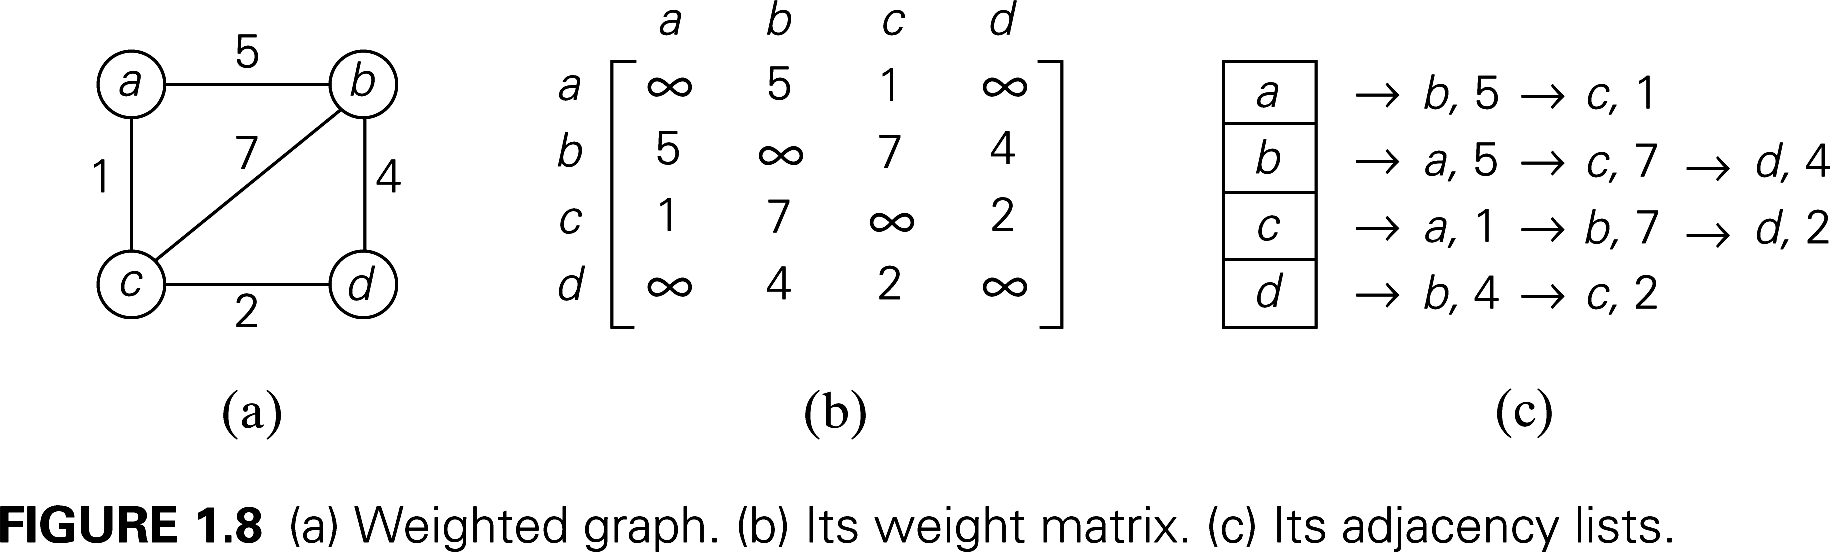 a 5 b
1 7 4
c 2 d
(a)
a b c d
a ∞ 5 1 ∞
b 5 ∞ 7 4
c 1 7 ∞ 2
d ∞ 4 2 ∞
(b)
a → b, 5 → c, 1
b → a, 5 → c, 7 → d, 4
c → a, 1 → b, 7 → d, 2
d → b, 4 → c, 2
(c)
FIGURE 1.8 (a) Weighted graph. (b) Its weight matrix. (c) Its adjacency lists.